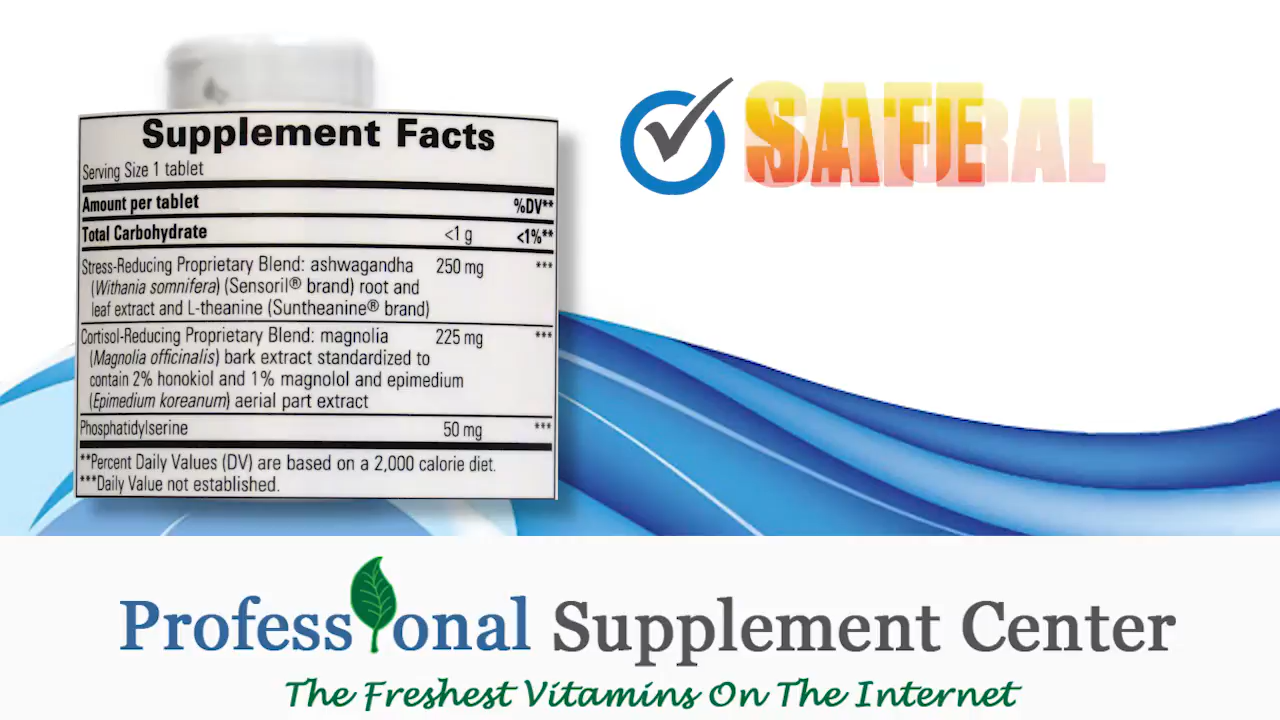 Supplement Facts
Serving Size 1 tablet
Amount per tablet %DV**
Total Carbohydrate <1 g <1%**
Stress-Reducing Proprietary Blend: ashwagandha 250 mg ***
(Withania somnifera) (Sensoril® brand) root and
leaf extract and L-theanine (Suntheanine® brand)
Cortisol-Reducing Proprietary Blend: magnolia 225 mg ***
(Magnolia officinalis) bark extract standardized to
contain 2% honokiol and 1% magnolol and epimedium
(Epimedium koreanum) aerial part extract
Phosphatidylserine 50 mg ***
**Percent Daily Values (DV) are based on a 2,000 calorie diet.
***Daily Value not established.
SAFE
Professional Supplement Center
The Freshest Vitamins On The Internet